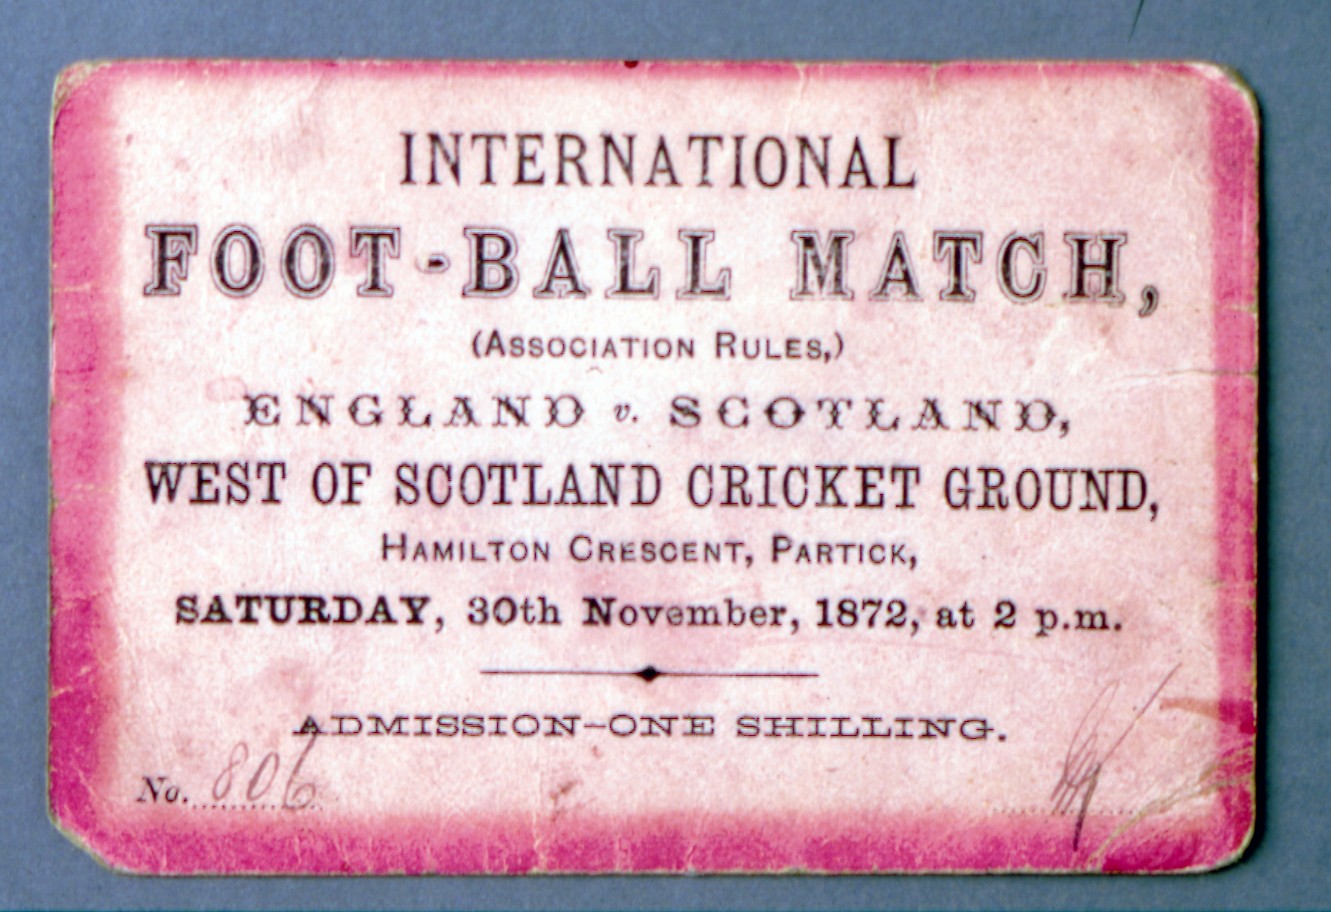 INTERNATIONAL
FOOT-BALL MATCH,
(ASSOCIATION RULES,)
ENGLAND v. SCOTLAND,
WEST OF SCOTLAND CRICKET GROUND,
HAMILTON CRESCENT, PARTICK,
SATURDAY, 30th November, 1872, at 2 p.m.
ADMISSION-ONE SHILLING.
No. 806